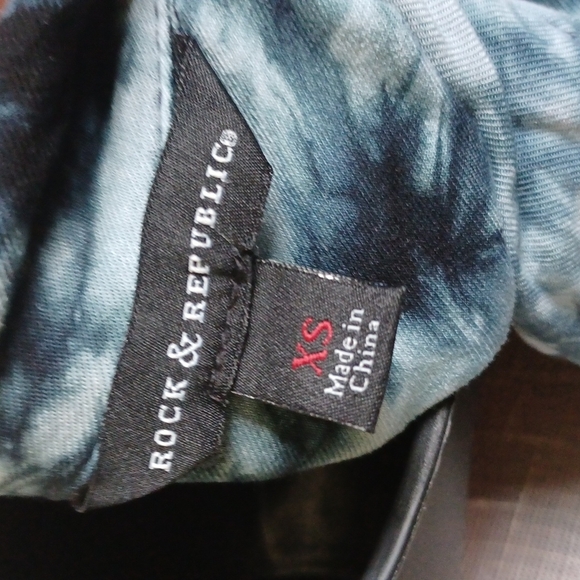 ROCK & REPUBLIC®
XS
Made in
China